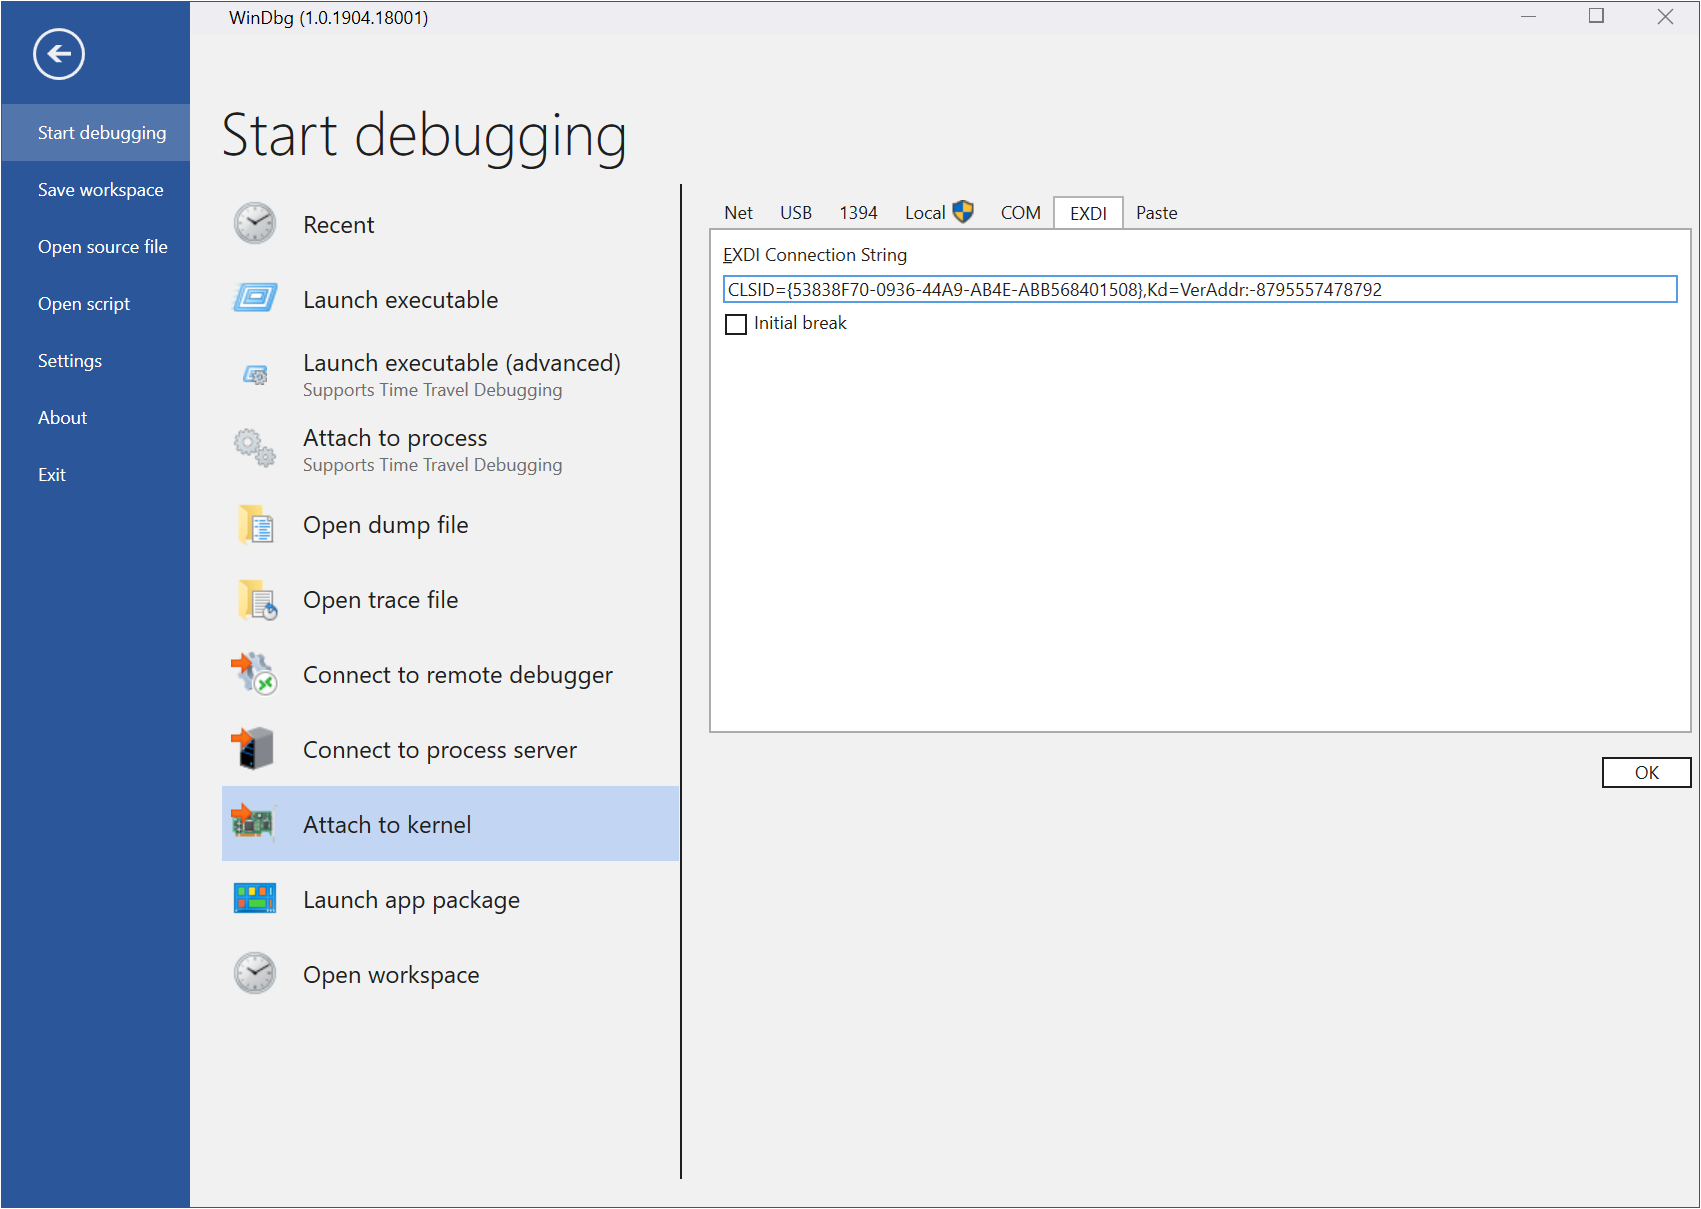 WinDbg (1.0.1904.18001)
Start debugging
Save workspace
Open source file
Open script
Settings
About
Exit
Start debugging
Recent
Launch executable
Launch executable (advanced)
Supports Time Travel Debugging
Attach to process
Supports Time Travel Debugging
Open dump file
Open trace file
Connect to remote debugger
Connect to process server
Attach to kernel
Launch app package
Open workspace
Net USB 1394 Local COM EXDI Paste
EXDI Connection String
CLSID={53838F70-0936-44A9-AB4E-ABB568401508},Kd=VerAddr:-8795557478792
Initial break
OK